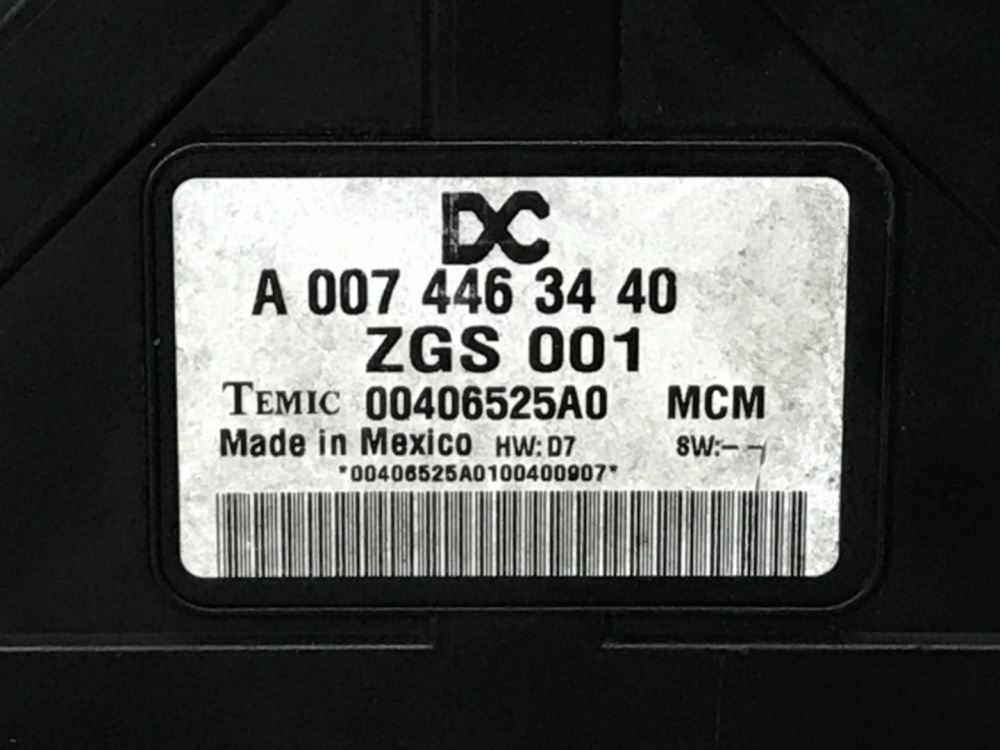 DC
A 007 446 34 40
ZGS 001
TEMIC 00406525A0 MCM
Made in Mexico HW: D7 SW:- -
*00406525A0100400907*